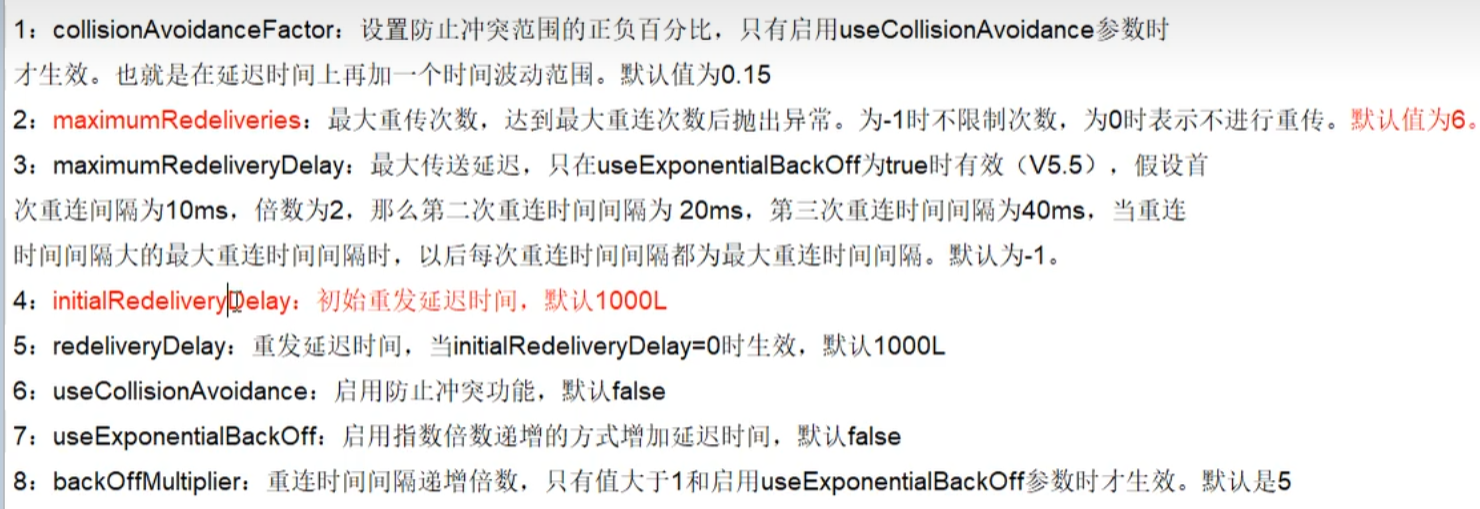 1：collisionAvoidanceFactor：设置防止冲突范围的正负百分比，只有启用useCollisionAvoidance参数时
才生效。也就是在延迟时间上再加一个时间波动范围。默认值为0.15
2：maximumRedeliveries：最大重传次数，达到最大重连次数后抛出异常。为-1时不限制次数，为0时表示不进行重传。默认值为6。
3：maximumRedeliveryDelay：最大传送延迟，只在useExponentialBackOff为true时有效（V5.5），假设首
次重连间隔为10ms，倍数为2，那么第二次重连时间间隔为 20ms，第三次重连时间间隔为40ms，当重连
时间间隔大的最大重连时间间隔时，以后每次重连时间间隔都为最大重连时间间隔。默认为-1。
4：initialRedeliveryDelay：初始重发延迟时间，默认1000L
5：redeliveryDelay：重发延迟时间，当initialRedeliveryDelay=0时生效，默认1000L
6：useCollisionAvoidance：启用防止冲突功能，默认false
7：useExponentialBackOff：启用指数倍数递增的方式增加延迟时间，默认false
8：backOffMultiplier：重连时间间隔递增倍数，只有值大于1和启用useExponentialBackOff参数时才生效。默认是5